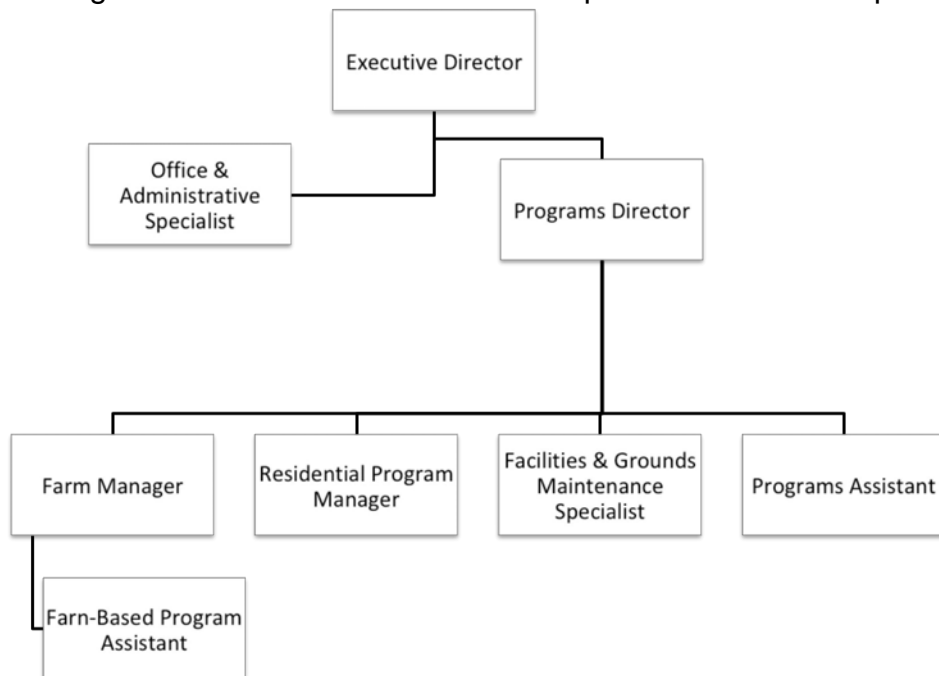 Executive Director
Office &
Administrative
Specialist
Programs Director
Farm Manager
Residential Program
Manager
Facilities & Grounds
Maintenance
Specialist
Programs Assistant
Farn-Based Program
Assistant